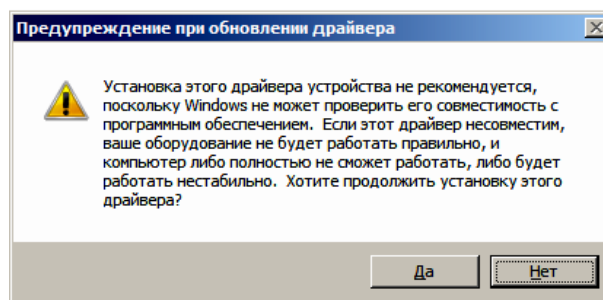 Предупреждение при обновлении драйвера
Установка этого драйвера устройства не рекомендуется,
поскольку Windows не может проверить его совместимость с
программным обеспечением. Если этот драйвер несовместим,
ваше оборудование не будет работать правильно, и
компьютер либо полностью не сможет работать, либо будет
работать нестабильно. Хотите продолжить установку этого
драйвера?
Да
Нет